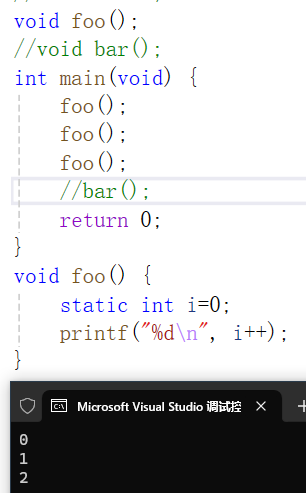 void foo();
//void bar();
int main(void) {
    foo();
    foo();
    foo();
    //bar();
    return 0;
}
void foo() {
    static int i=0;
    printf("%d\n", i++);
}
Microsoft Visual Studio 调试控
0
1
2